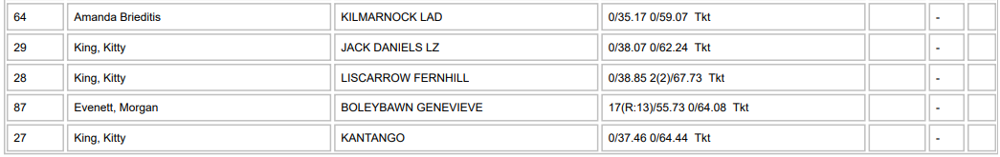 64 Amanda Brieditis KILMARNOCK LAD 0/35.17 0/59.07 Tkt -
29 King, Kitty JACK DANIELS LZ 0/38.07 0/62.24 Tkt -
28 King, Kitty LISCARROW FERNHILL 0/38.85 2(2)/67.73 Tkt -
87 Evenett, Morgan BOLEYBAWN GENEVIEVE 17(R:13)/55.73 0/64.08 Tkt -
27 King, Kitty KANTANGO 0/37.46 0/64.44 Tkt -